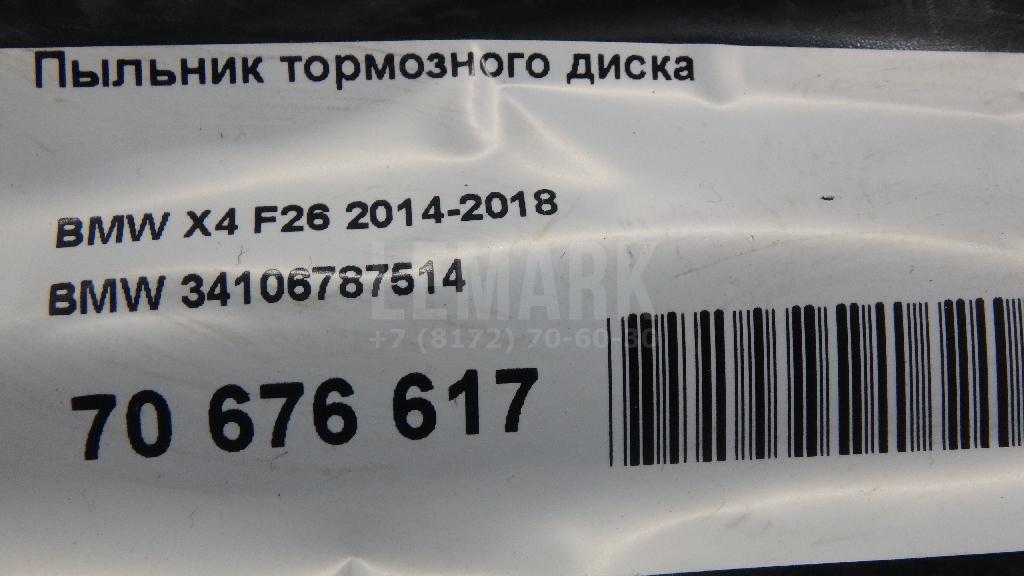 Пыльник тормозного диска
BMW X4 F26 2014-2018
BMW 34106787514
LEMARK
+7 (8172) 70-60-30
70 676 617